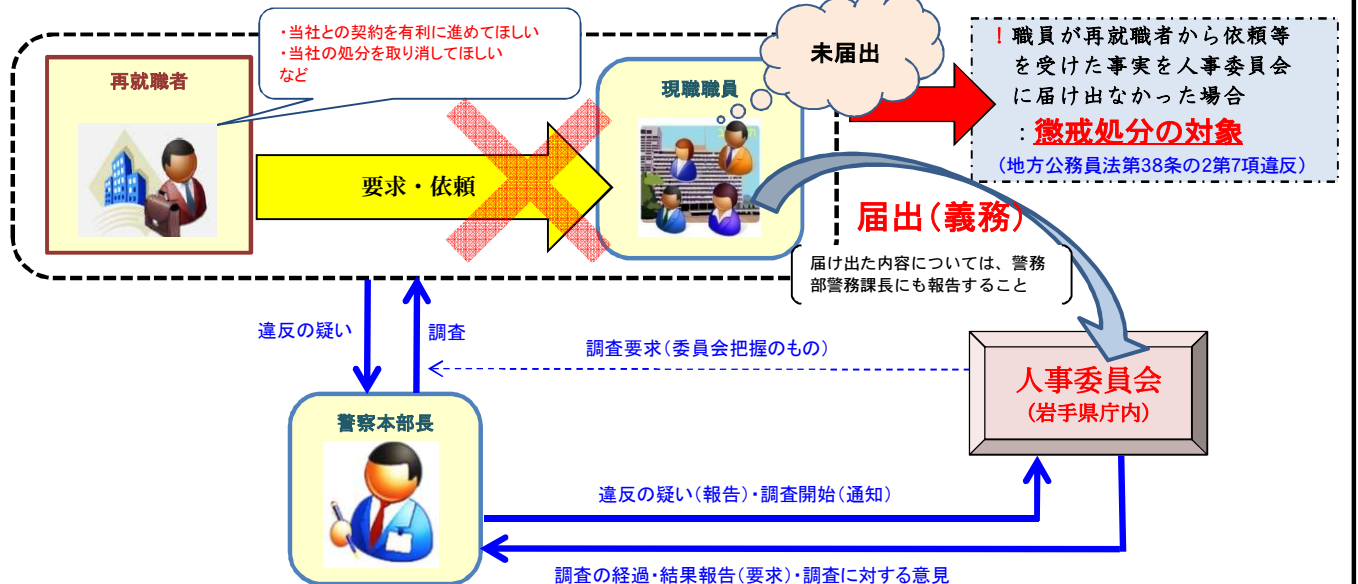 ・当社との契約を有利に進めてほしい
・当社の処分を取り消してほしい
など
再就職者
要求・依頼
現職職員
未届出
！職員が再就職者から依頼等
を受けた事実を人事委員会
に届け出なかった場合
：懲戒処分の対象
（地方公務員法第38条の2第7項違反）
届出（義務）
届け出た内容については、警務
部警務課長にも報告すること
違反の疑い
調査
調査要求（委員会把握のもの）
人事委員会
（岩手県庁内）
警察本部長
違反の疑い（報告）・調査開始（通知）
調査の経過・結果報告（要求）・調査に対する意見